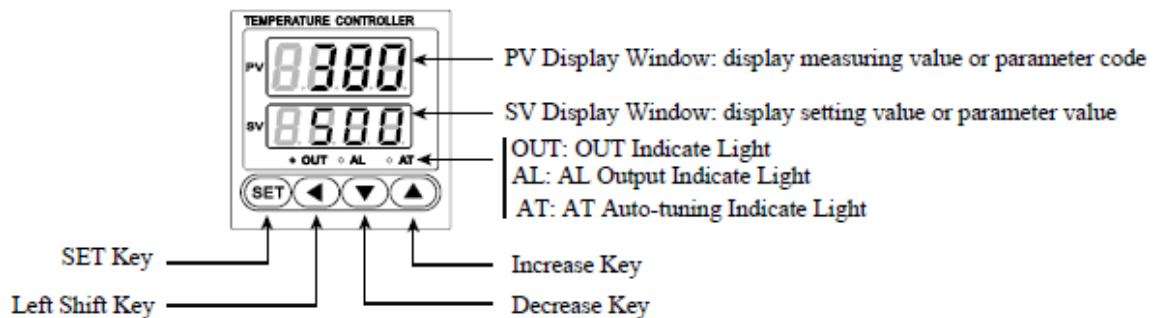 TEMPERATURE CONTROLLER
PV 380
PV Display Window: display measuring value or parameter code
SV 500
SV Display Window: display setting value or parameter value
OUT AL AT
OUT: OUT Indicate Light
AL: AL Output Indicate Light
AT: AT Auto-tuning Indicate Light
SET
SET Key
Increase Key
Left Shift Key
Decrease Key